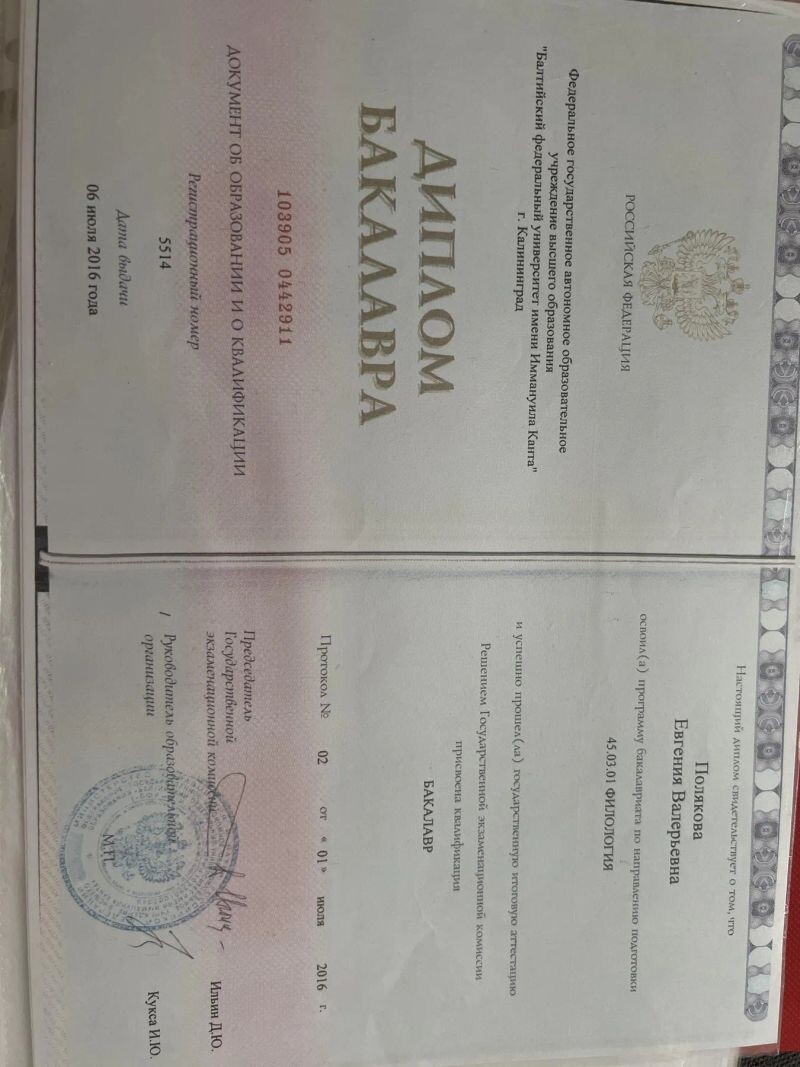 РОССИЙСКАЯ ФЕДЕРАЦИЯ
Федеральное государственное автономное образовательное
учреждение высшего образования
"Балтийский федеральный университет имени Иммануила Канта"
г. Калининград
ДИПЛОМ
БАКАЛАВРА
103905 0442911
ДОКУМЕНТ ОБ ОБРАЗОВАНИИ И О КВАЛИФИКАЦИИ
Регистрационный номер
5514
Дата выдачи
06 июля 2016 года
Настоящий диплом свидетельствует о том, что
Полякова
Евгения Валерьевна
освоил(а) программу бакалавриата по направлению подготовки
45.03.01 ФИЛОЛОГИЯ
и успешно прошел(ла) государственную итоговую аттестацию
Решением Государственной экзаменационной комиссии
присвоена квалификация
БАКАЛАВР
Протокол № 02 от « 01» июля 2016 г.
Председатель
Государственной
экзаменационной комиссии Ильин Д.Ю.
/ Руководитель образовательной
организации Кукса И.Ю.
М.П.